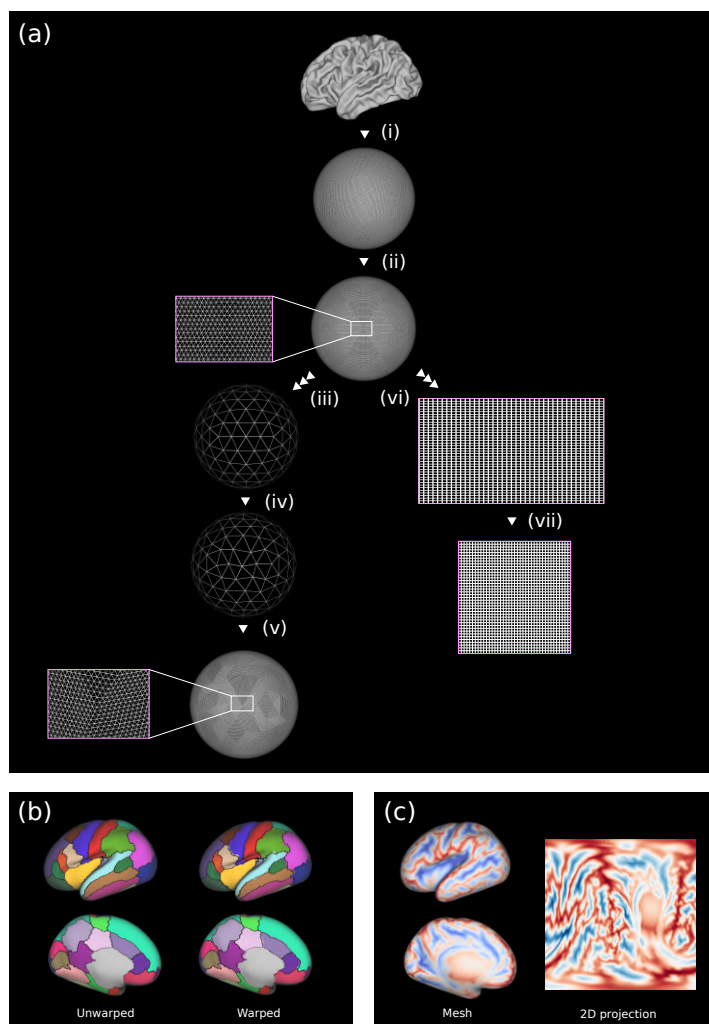 (a)
(i)
(ii)
(iii)
(vi)
(iv)
(vii)
(v)
(b)
Unwarped
Warped
(c)
Mesh
2D projection